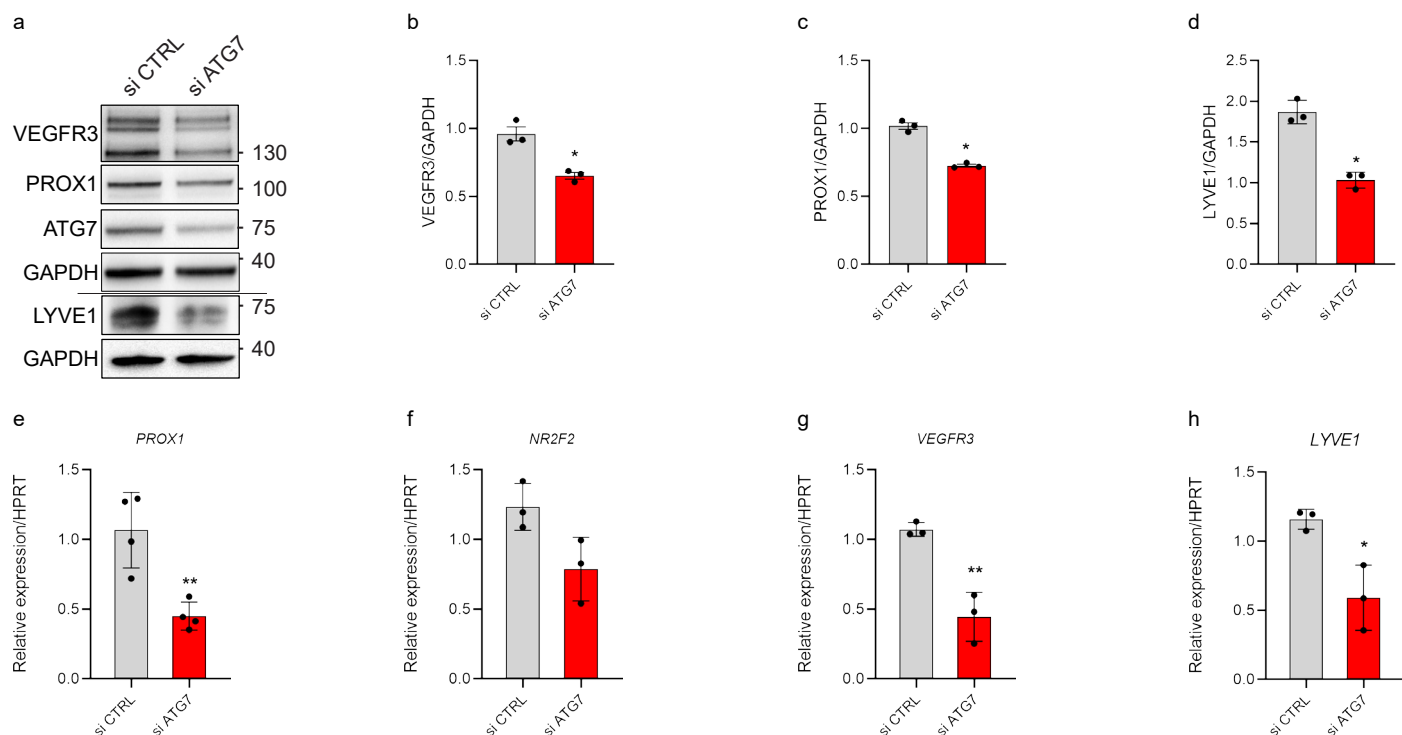 a
si CTRL
si ATG7
VEGFR3
130
PROX1
100
ATG7
75
GAPDH
40
LYVE1
75
GAPDH
40
b
VEGFR3/GAPDH
1.5
1.0
0.5
0.0
*
si CTRL
si ATG7
c
PROX1/GAPDH
1.5
1.0
0.5
0.0
*
si CTRL
si ATG7
d
LYVE1/GAPDH
2.5
2.0
1.5
1.0
0.5
0.0
*
si CTRL
si ATG7
e
PROX1
Relative expression/HPRT
1.5
1.0
0.5
0.0
**
si CTRL
si ATG7
f
NR2F2
Relative expression/HPRT
1.5
1.0
0.5
0.0
si CTRL
si ATG7
g
VEGFR3
Relative expression/HPRT
1.5
1.0
0.5
0.0
**
si CTRL
si ATG7
h
LYVE1
Relative expression/HPRT
1.5
1.0
0.5
0.0
*
si CTRL
si ATG7